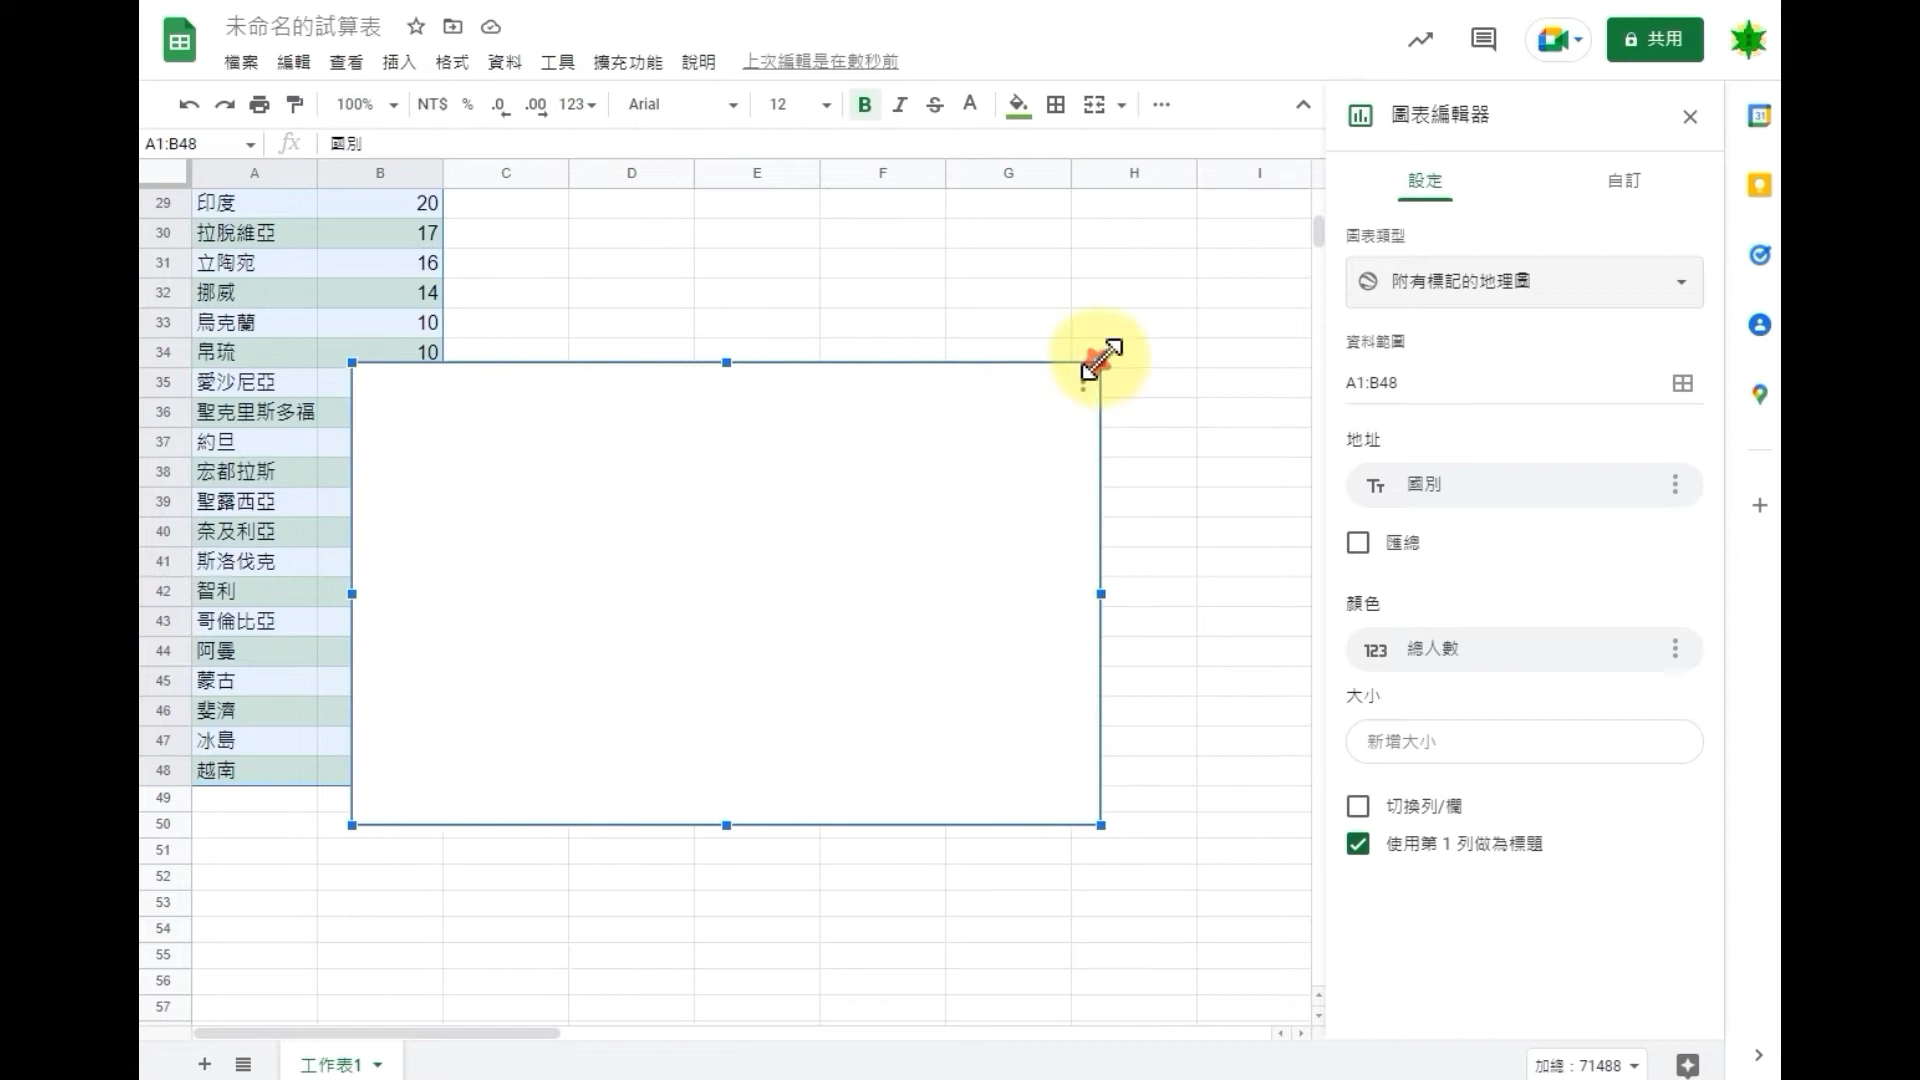 未命名的試算表
檔案 編輯 查看 插入 格式 資料 工具 擴充功能 說明 上次編輯是在數秒前
共用
100% NT$ % .0 .00 123 Arial 12 B I S A
A1:B48 fx 國別
A B C D E F G H I
29 印度 20
30 拉脫維亞 17
31 立陶宛 16
32 挪威 14
33 烏克蘭 10
34 帛琉 10
35 愛沙尼亞
36 聖克里斯多福
37 約旦
38 宏都拉斯
39 聖露西亞
40 奈及利亞
41 斯洛伐克
42 智利
43 哥倫比亞
44 阿曼
45 蒙古
46 斐濟
47 冰島
48 越南
49
50
51
52
53
54
55
56
57
工作表1
加總：71488
圖表編輯器
設定 自訂
圖表類型
附有標記的地理圖
資料範圍
A1:B48
地址
Tт 國別
匯總
顏色
123 總人數
大小
新增大小
切換列/欄
使用第 1 列做為標題
31